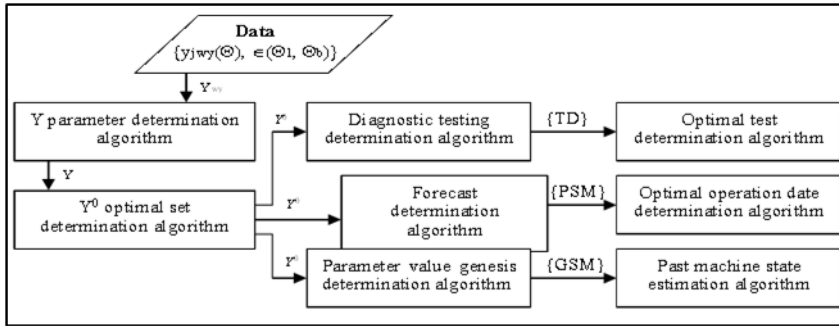 Data
{yjwy(Θ), ∈(Θ1, Θb)}
Ywy
Y parameter determination
algorithm
Y
Y⁰ optimal set
determination algorithm
Y⁰
Diagnostic testing
determination algorithm
{TD}
Optimal test
determination algorithm
Y⁰
Forecast
determination
algorithm
{PSM}
Optimal operation date
determination algorithm
Y⁰
Parameter value genesis
determination algorithm
{GSM}
Past machine state
estimation algorithm